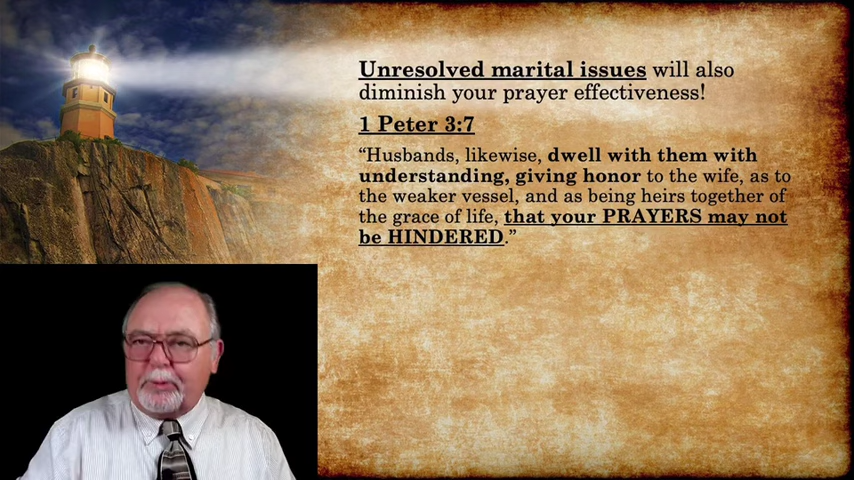 Unresolved marital issues will also
diminish your prayer effectiveness!
1 Peter 3:7
“Husbands, likewise, dwell with them with
understanding, giving honor to the wife, as to
the weaker vessel, and as being heirs together of
the grace of life, that your PRAYERS may not
be HINDERED.”